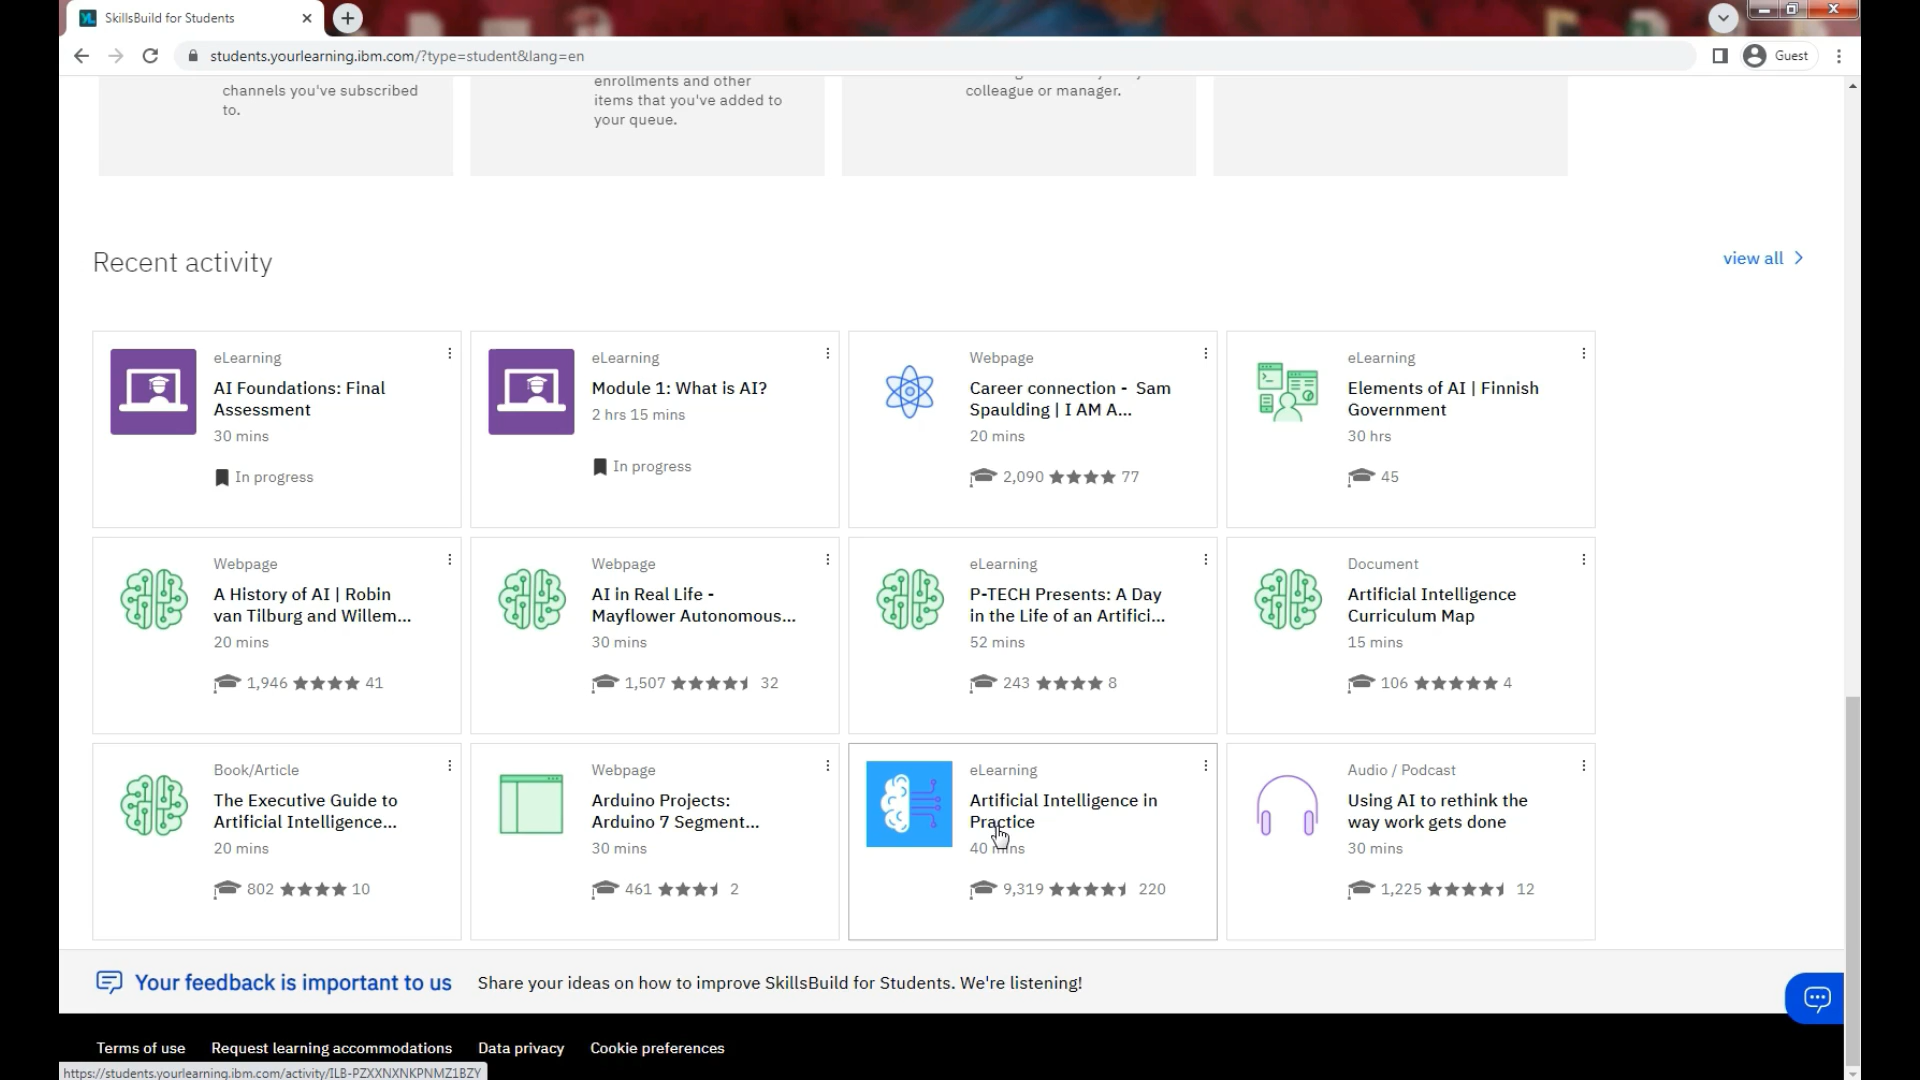 SkillsBuild for Students
students.yourlearning.ibm.com/?type=student&lang=en
Guest
channels you've subscribed
to.
enrollments and other
items that you've added to
your queue.
colleague or manager.
Recent activity
view all
eLearning
AI Foundations: Final
Assessment
30 mins
In progress
eLearning
Module 1: What is AI?
2 hrs 15 mins
In progress
Webpage
Career connection - Sam
Spaulding | I AM A...
20 mins
2,090 77
eLearning
Elements of AI | Finnish
Government
30 hrs
45
Webpage
A History of AI | Robin
van Tilburg and Willem...
20 mins
1,946 41
Webpage
AI in Real Life -
Mayflower Autonomous...
30 mins
1,507 32
eLearning
P-TECH Presents: A Day
in the Life of an Artifici...
52 mins
243 8
Document
Artificial Intelligence
Curriculum Map
15 mins
106 4
Book/Article
The Executive Guide to
Artificial Intelligence...
20 mins
802 10
Webpage
Arduino Projects:
Arduino 7 Segment...
30 mins
461 2
eLearning
Artificial Intelligence in
Practice
40 mins
9,319 220
Audio / Podcast
Using AI to rethink the
way work gets done
30 mins
1,225 12
Your feedback is important to us
Share your ideas on how to improve SkillsBuild for Students. We're listening!
Terms of use
Request learning accommodations
Data privacy
Cookie preferences
https://students.yourlearning.ibm.com/activity/ILB-PZXXNXNKPNMZ1BZY